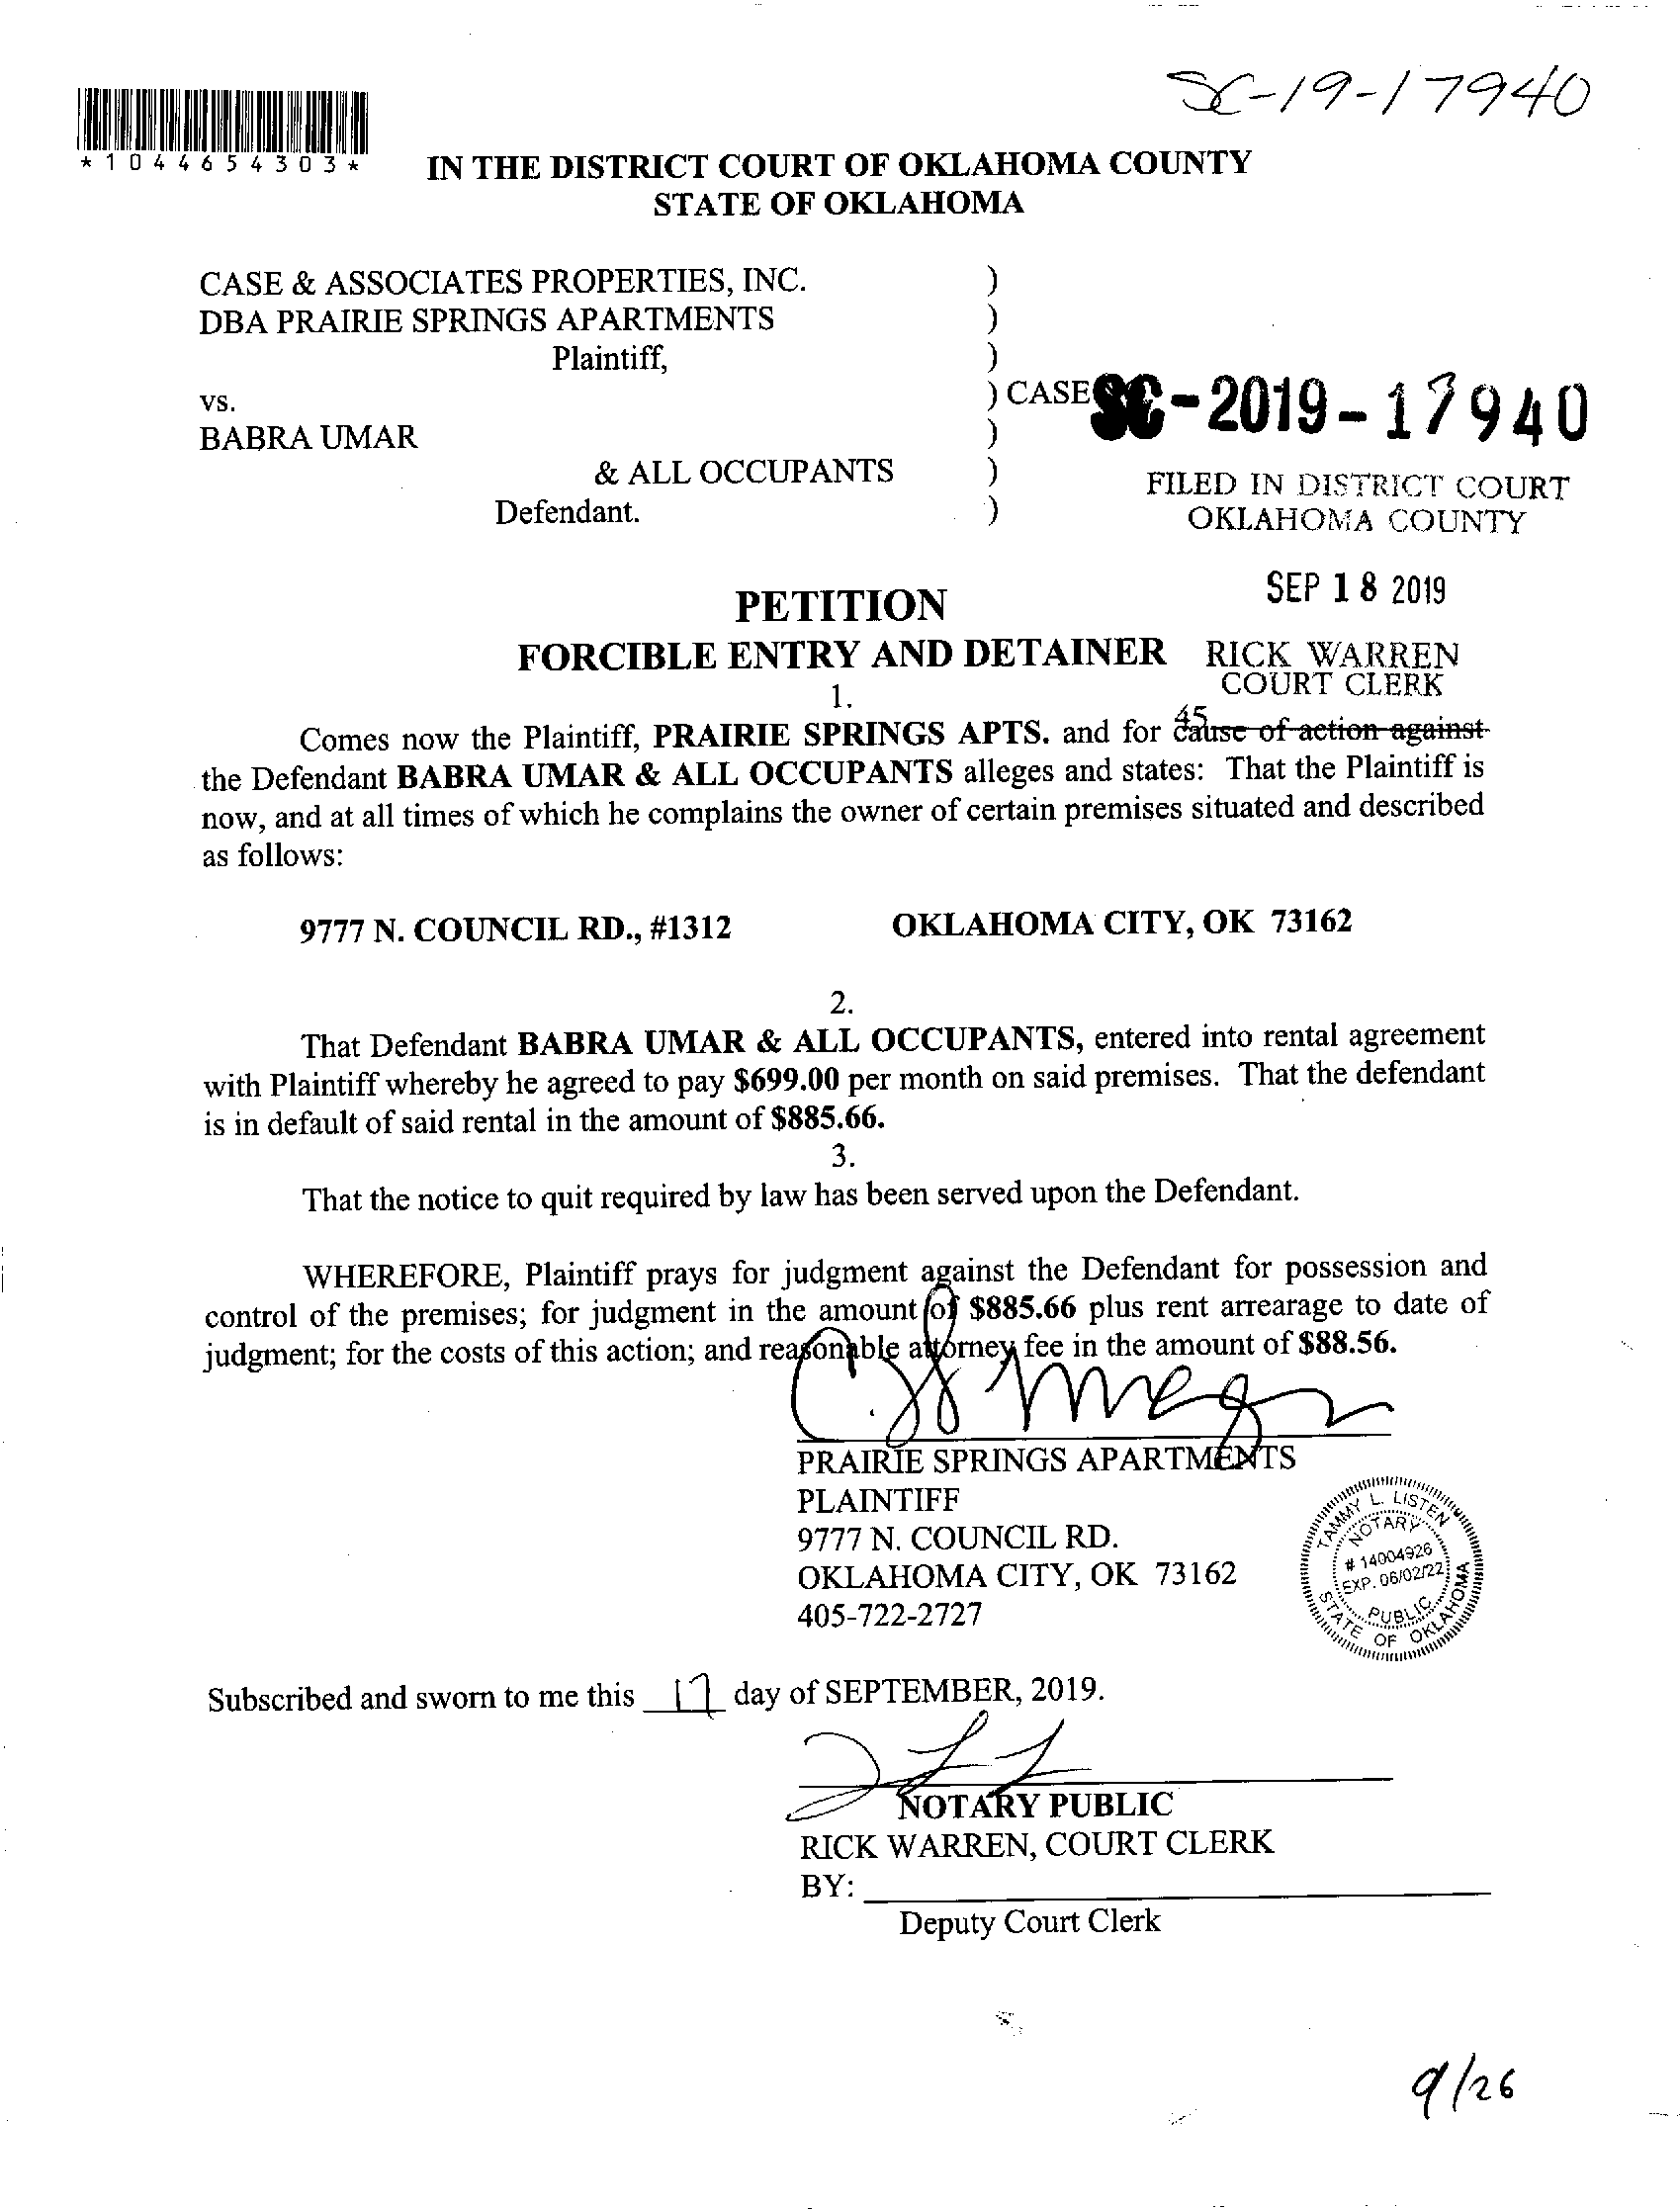 SC-19-17940
*1044654303*
IN THE DISTRICT COURT OF OKLAHOMA COUNTY
STATE OF OKLAHOMA
CASE & ASSOCIATES PROPERTIES, INC. )
DBA PRAIRIE SPRINGS APARTMENTS )
Plaintiff, )
vs. ) CASE SC-2019-17940
BABRA UMAR )
& ALL OCCUPANTS )
Defendant. )
FILED IN DISTRICT COURT
OKLAHOMA COUNTY
SEP 18 2019
RICK WARREN
COURT CLERK
45
PETITION
FORCIBLE ENTRY AND DETAINER
1.
Comes now the Plaintiff, PRAIRIE SPRINGS APTS. and for cause of action against
the Defendant BABRA UMAR & ALL OCCUPANTS alleges and states: That the Plaintiff is
now, and at all times of which he complains the owner of certain premises situated and described
as follows:
9777 N. COUNCIL RD., #1312 OKLAHOMA CITY, OK 73162
2.
That Defendant BABRA UMAR & ALL OCCUPANTS, entered into rental agreement
with Plaintiff whereby he agreed to pay $699.00 per month on said premises. That the defendant
is in default of said rental in the amount of $885.66.
3.
That the notice to quit required by law has been served upon the Defendant.
WHEREFORE, Plaintiff prays for judgment against the Defendant for possession and
control of the premises; for judgment in the amount of $885.66 plus rent arrearage to date of
judgment; for the costs of this action; and reasonable attorney fee in the amount of $88.56.
PRAIRIE SPRINGS APARTMENTS
PLAINTIFF
9777 N. COUNCIL RD.
OKLAHOMA CITY, OK 73162
405-722-2727
TAMMY L. LISTEN
NOTARY
# 14004926
EXP. 06/02/22
PUBLIC
STATE OF OKLAHOMA
Subscribed and sworn to me this 17 day of SEPTEMBER, 2019.
NOTARY PUBLIC
RICK WARREN, COURT CLERK
BY:
Deputy Court Clerk
9/26